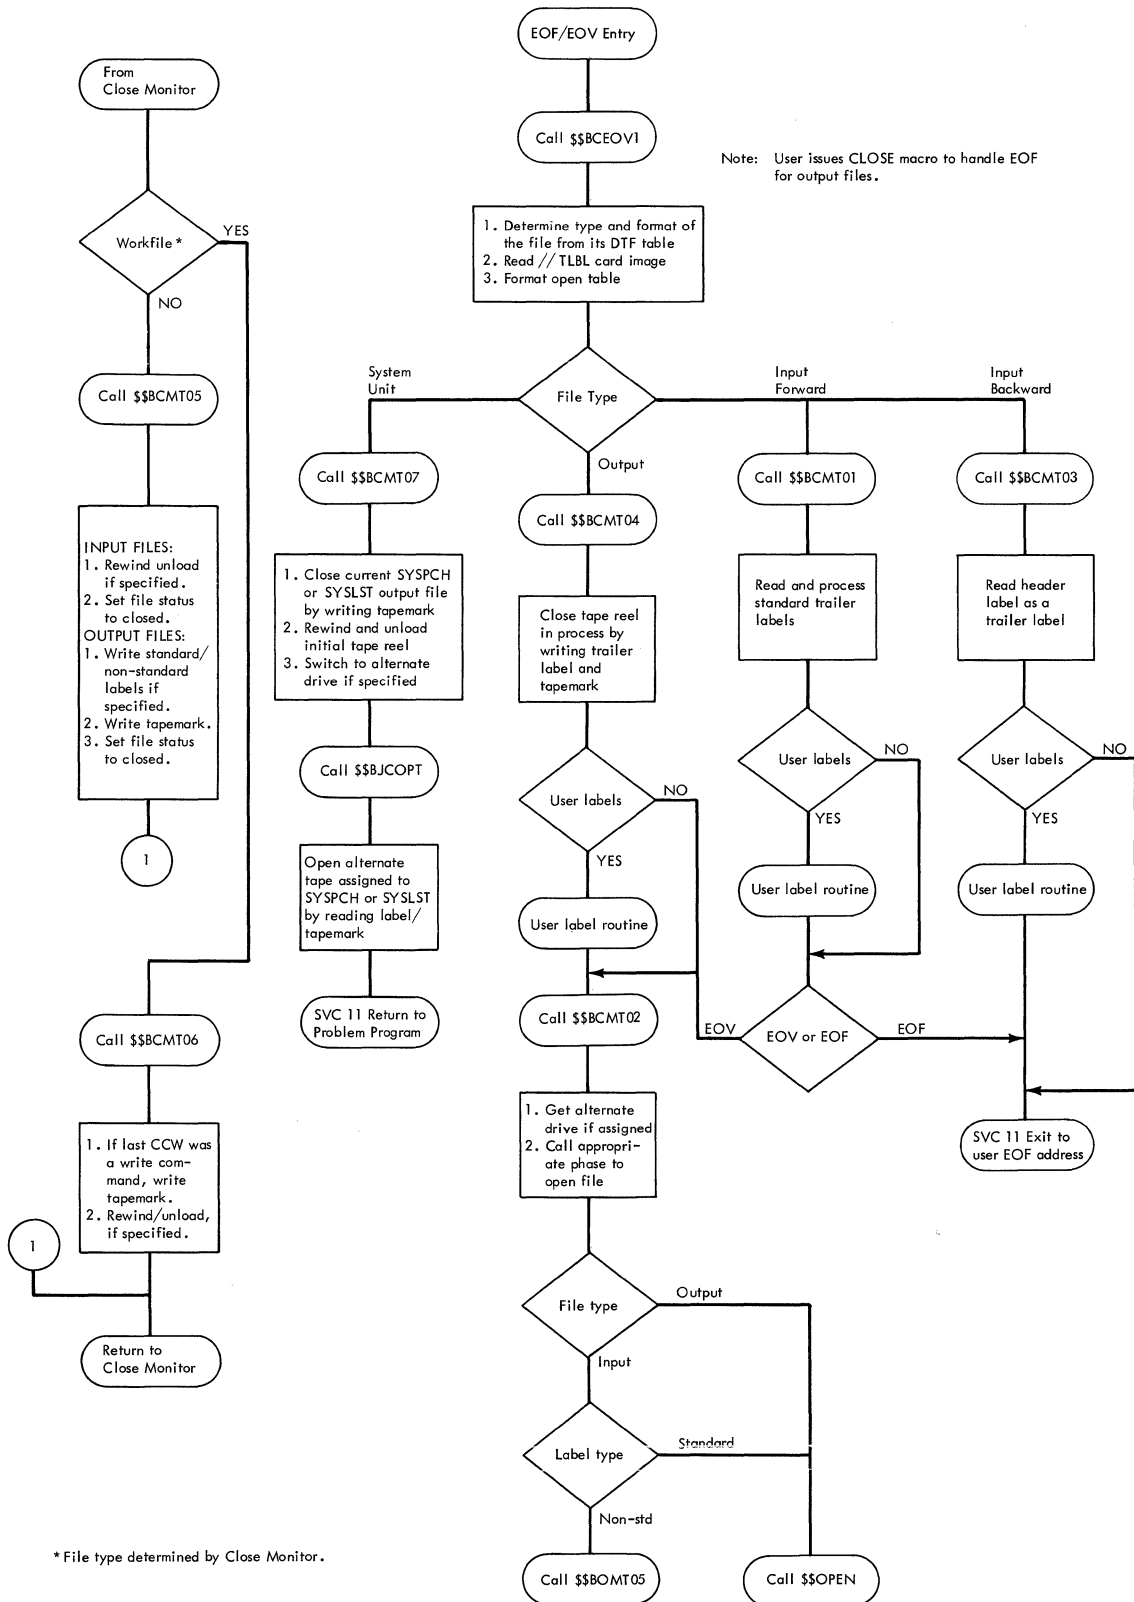 EOF/EOV Entry
From
Close Monitor
Call $$BCEOV1
Note: User issues CLOSE macro to handle EOF
for output files.
Workfile *
YES
NO
1. Determine type and format of
the file from its DTF table
2. Read // TLBL card image
3. Format open table
System
Unit
File Type
Input
Forward
Input
Backward
Output
Call $$BCMT05
Call $$BCMT07
Call $$BCMT04
Call $$BCMT01
Call $$BCMT03
INPUT FILES:
1. Rewind unload
if specified.
2. Set file status
to closed.
OUTPUT FILES:
1. Write standard/
non-standard
labels if
specified.
2. Write tapemark.
3. Set file status
to closed.
1. Close current SYSPCH
or SYSLST output file
by writing tapemark
2. Rewind and unload
initial tape reel
3. Switch to alternate
drive if specified
Close tape reel
in process by
writing trailer
label and
tapemark
Read and process
standard trailer
labels
Read header
label as a
trailer label
Call $$BJCOPT
User labels
NO
YES
User labels
NO
YES
User labels
NO
YES
1
Open alternate
tape assigned to
SYSPCH or SYSLST
by reading label/
tapemark
User label routine
User label routine
User label routine
SVC 11 Return to
Problem Program
Call $$BCMT02
EOV
EOV or EOF
EOF
Call $$BCMT06
1. Get alternate
drive if assigned
2. Call appropri-
ate phase to
open file
SVC 11 Exit to
user EOF address
1. If last CCW was
a write com-
mand, write
tapemark.
2. Rewind/unload,
if specified.
1
File type
Output
Input
Return to
Close Monitor
Label type
Standard
Non-std
* File type determined by Close Monitor.
Call $$BOMT05
Call $$OPEN